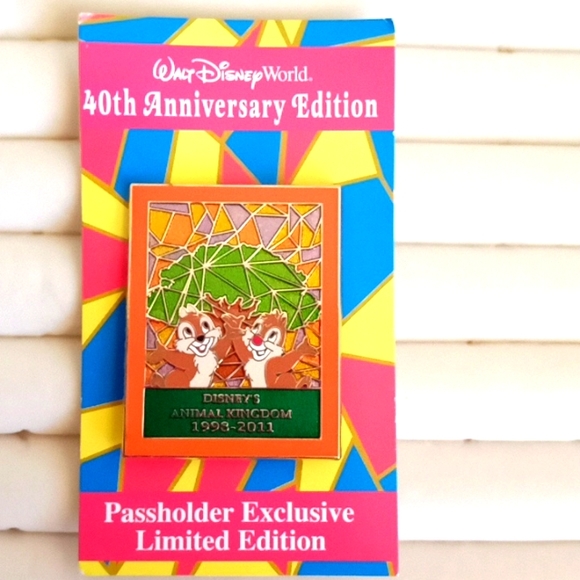 Walt Disney World®
40th Anniversary Edition
DISNEY'S
ANIMAL KINGDOM
1998-2011
Passholder Exclusive
Limited Edition